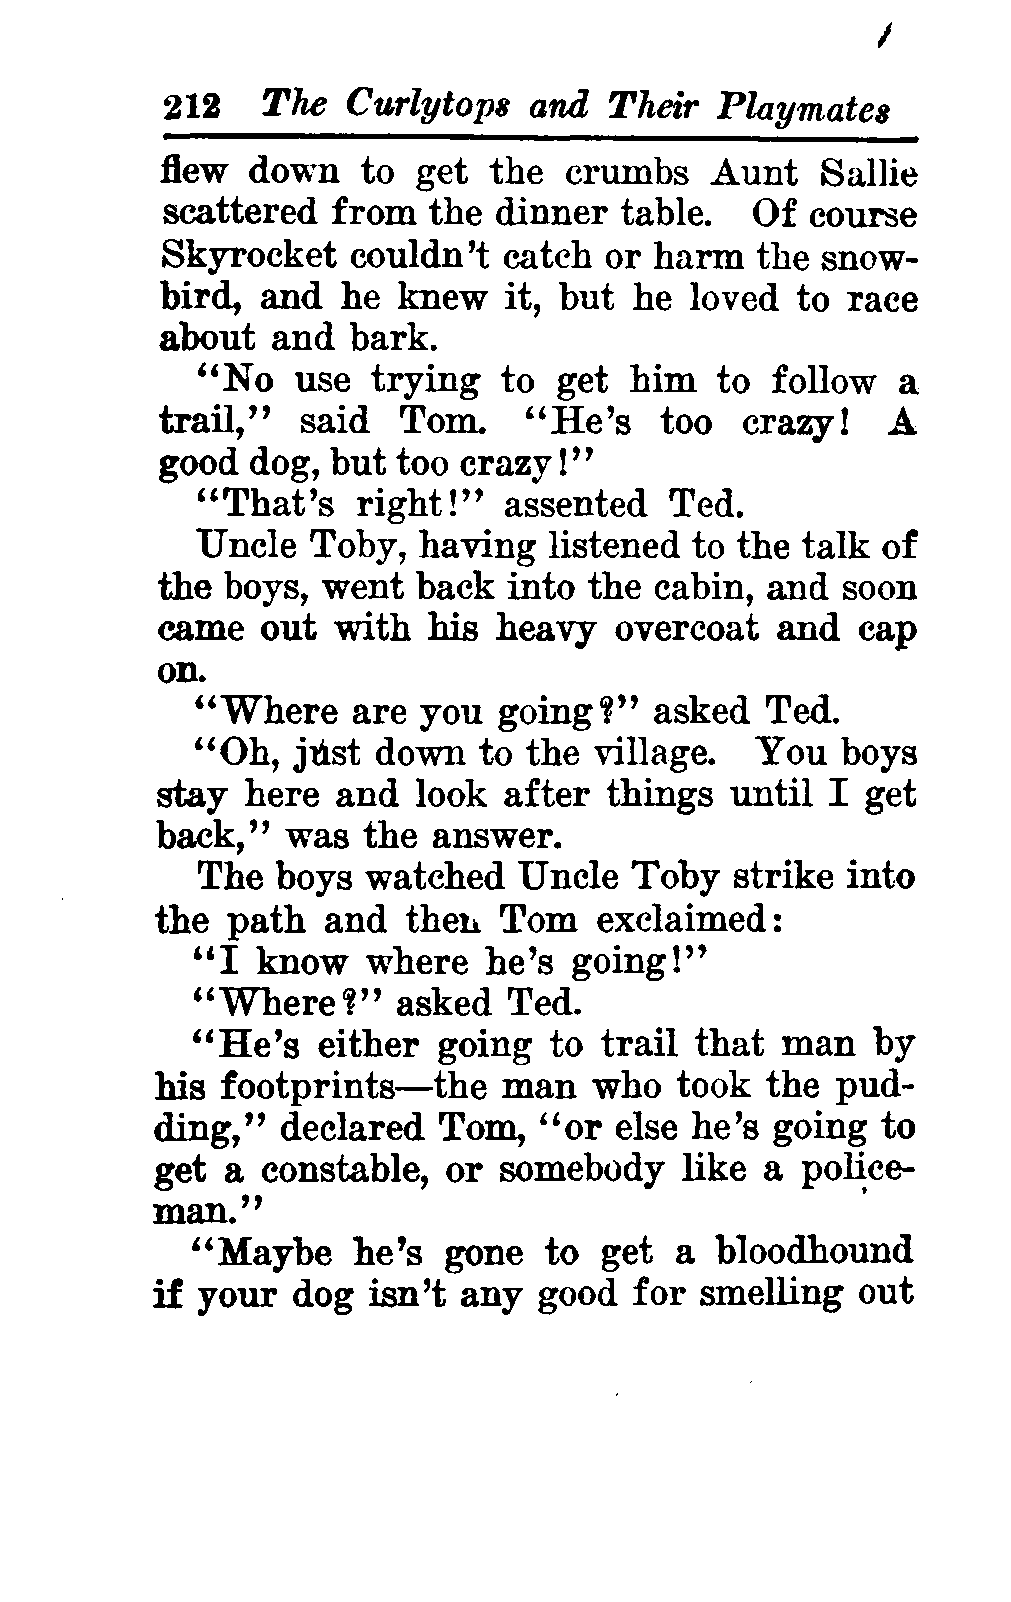 212 The Curlytops and Their Playmates
flew down to get the crumbs Aunt Sallie
scattered from the dinner table. Of course
Skyrocket couldn't catch or harm the snow-
bird, and he knew it, but he loved to race
about and bark.
"No use trying to get him to follow a
trail," said Tom. "He's too crazy! A
good dog, but too crazy!"
"That's right!" assented Ted.
Uncle Toby, having listened to the talk of
the boys, went back into the cabin, and soon
came out with his heavy overcoat and cap
on.
"Where are you going?" asked Ted.
"Oh, just down to the village. You boys
stay here and look after things until I get
back," was the answer.
The boys watched Uncle Toby strike into
the path and then Tom exclaimed:
"I know where he's going!"
"Where?" asked Ted.
"He's either going to trail that man by
his footprints—the man who took the pud-
ding," declared Tom, "or else he's going to
get a constable, or somebody like a police-
man."
"Maybe he's gone to get a bloodhound
if your dog isn't any good for smelling out